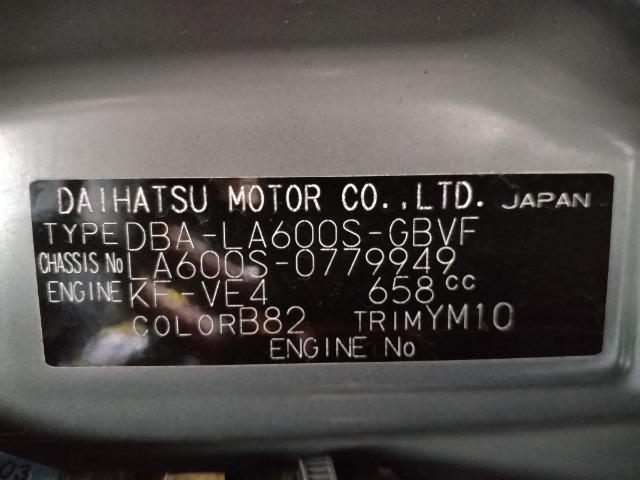 DAIHATSU MOTOR CO.,LTD. JAPAN
TYPE DBA-LA600S-GBVF
CHASSIS No LA600S-0779949
ENGINE KF-VE4 658 cc
COLOR B82 TRIM YM10
ENGINE No
03